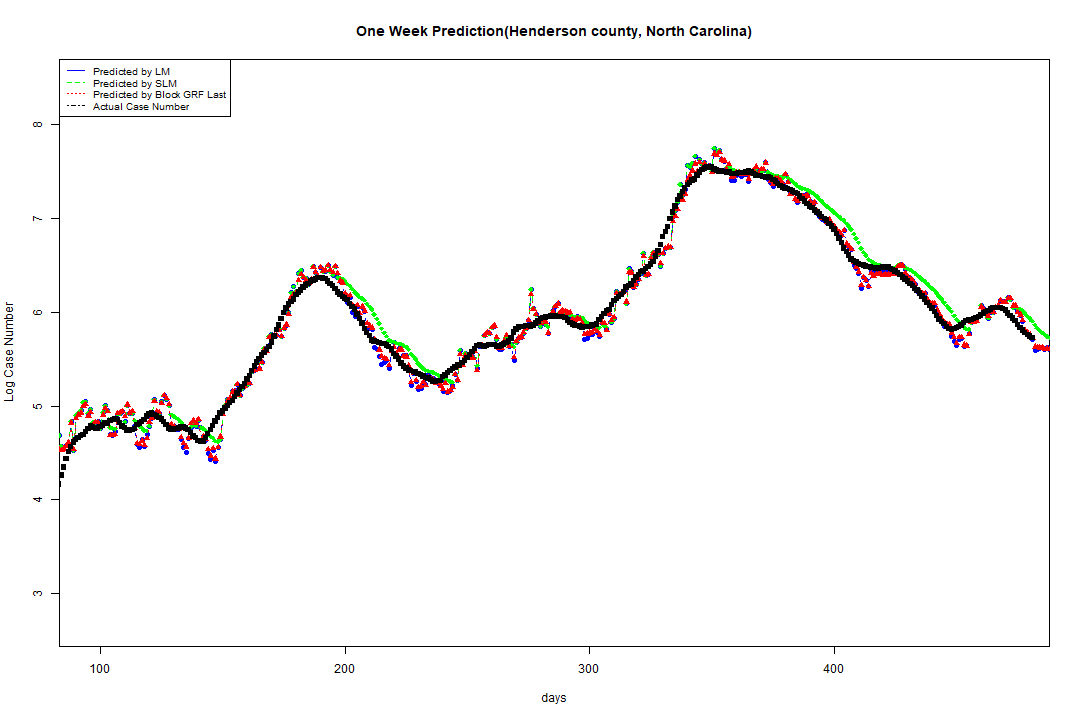 One Week Prediction(Henderson county, North Carolina)
Predicted by LM
Predicted by SLM
Predicted by Block GRF Last
Actual Case Number
8
7
6
5
4
3
Log Case Number
100 200 300 400
days